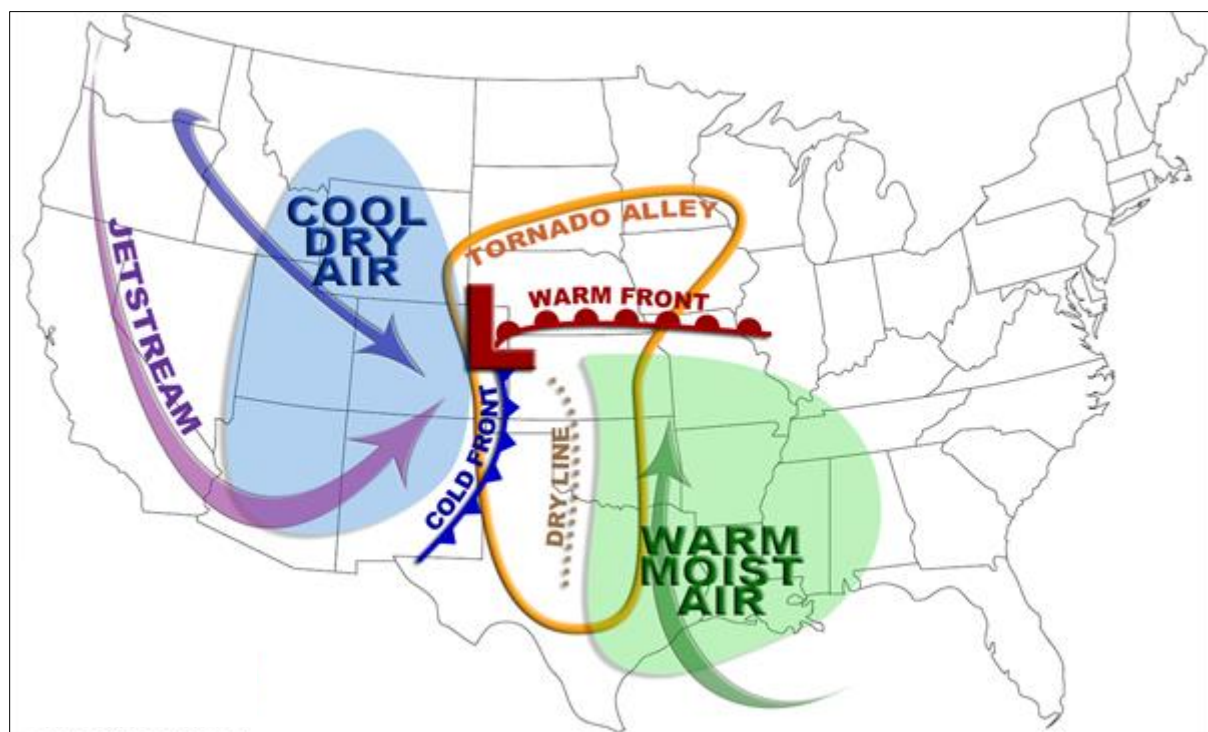 COOL
DRY
AIR
TORNADO ALLEY
JETSTREAM
L
WARM FRONT
COLD FRONT
DRY LINE
WARM
MOIST
AIR